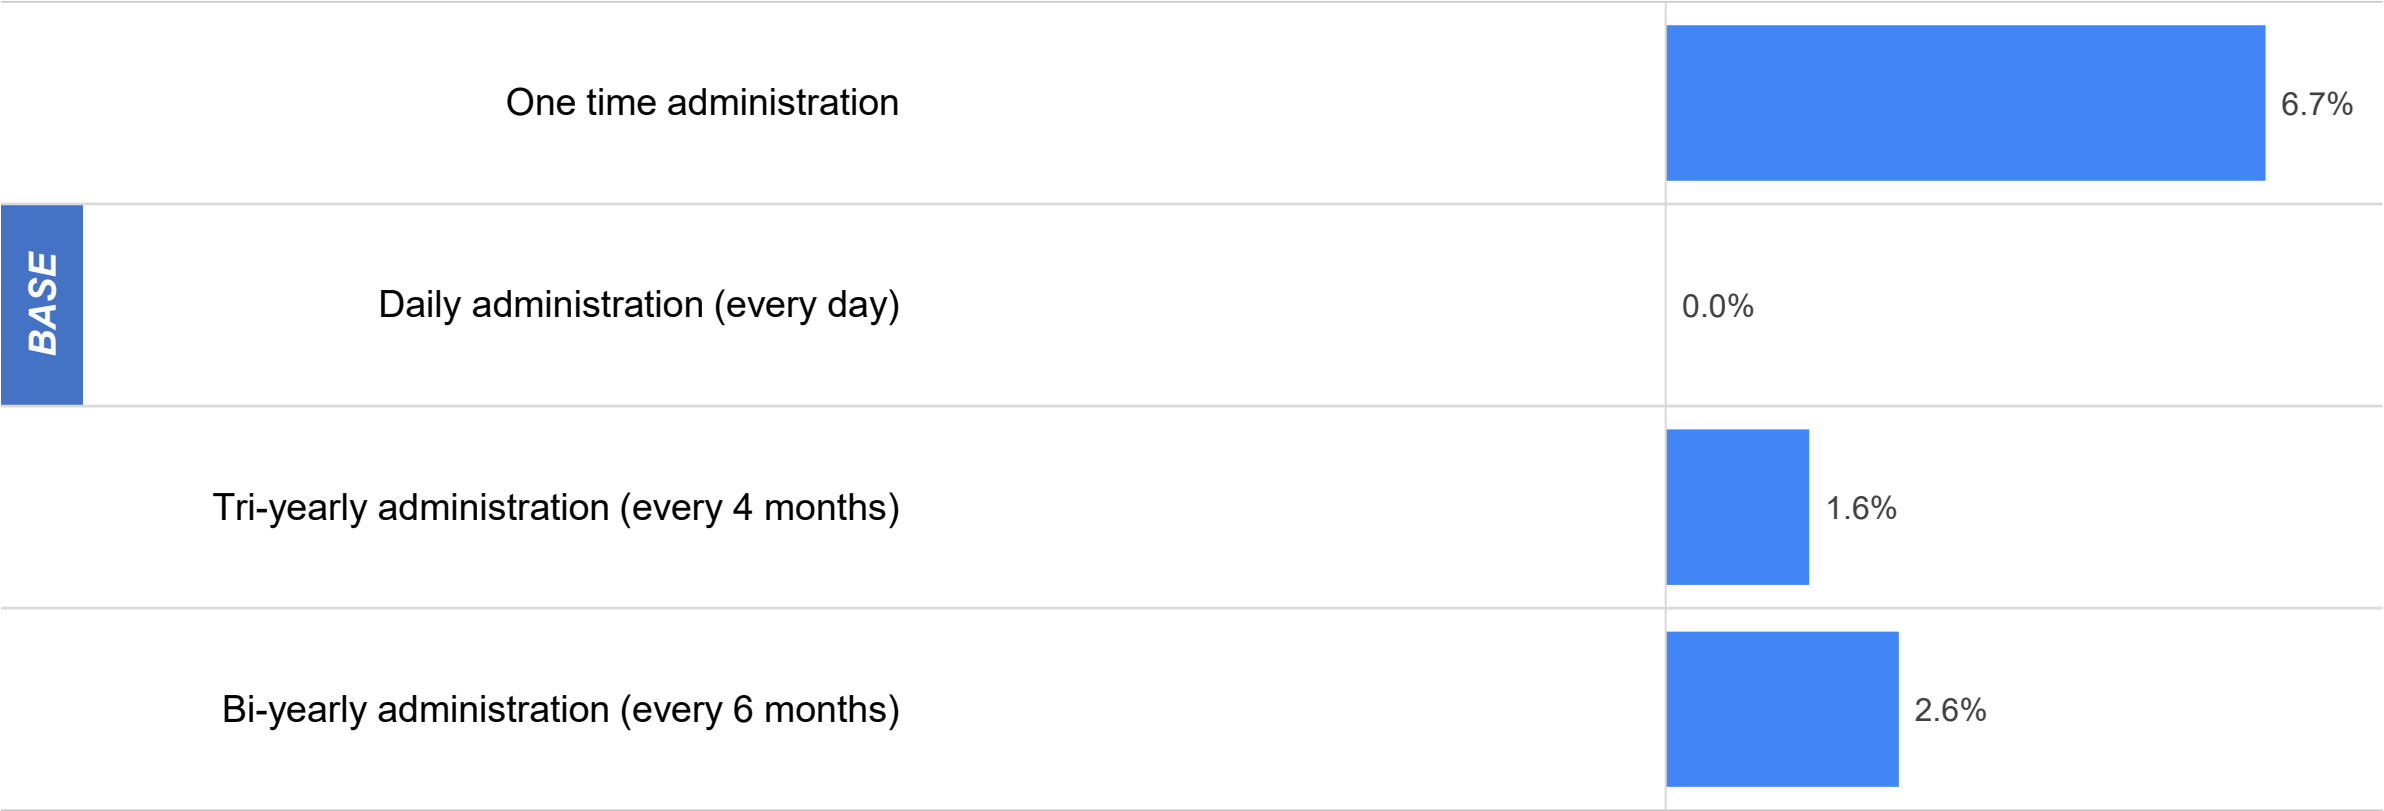 One time administration
6.7%
BASE
Daily administration (every day)
0.0%
Tri-yearly administration (every 4 months)
1.6%
Bi-yearly administration (every 6 months)
2.6%